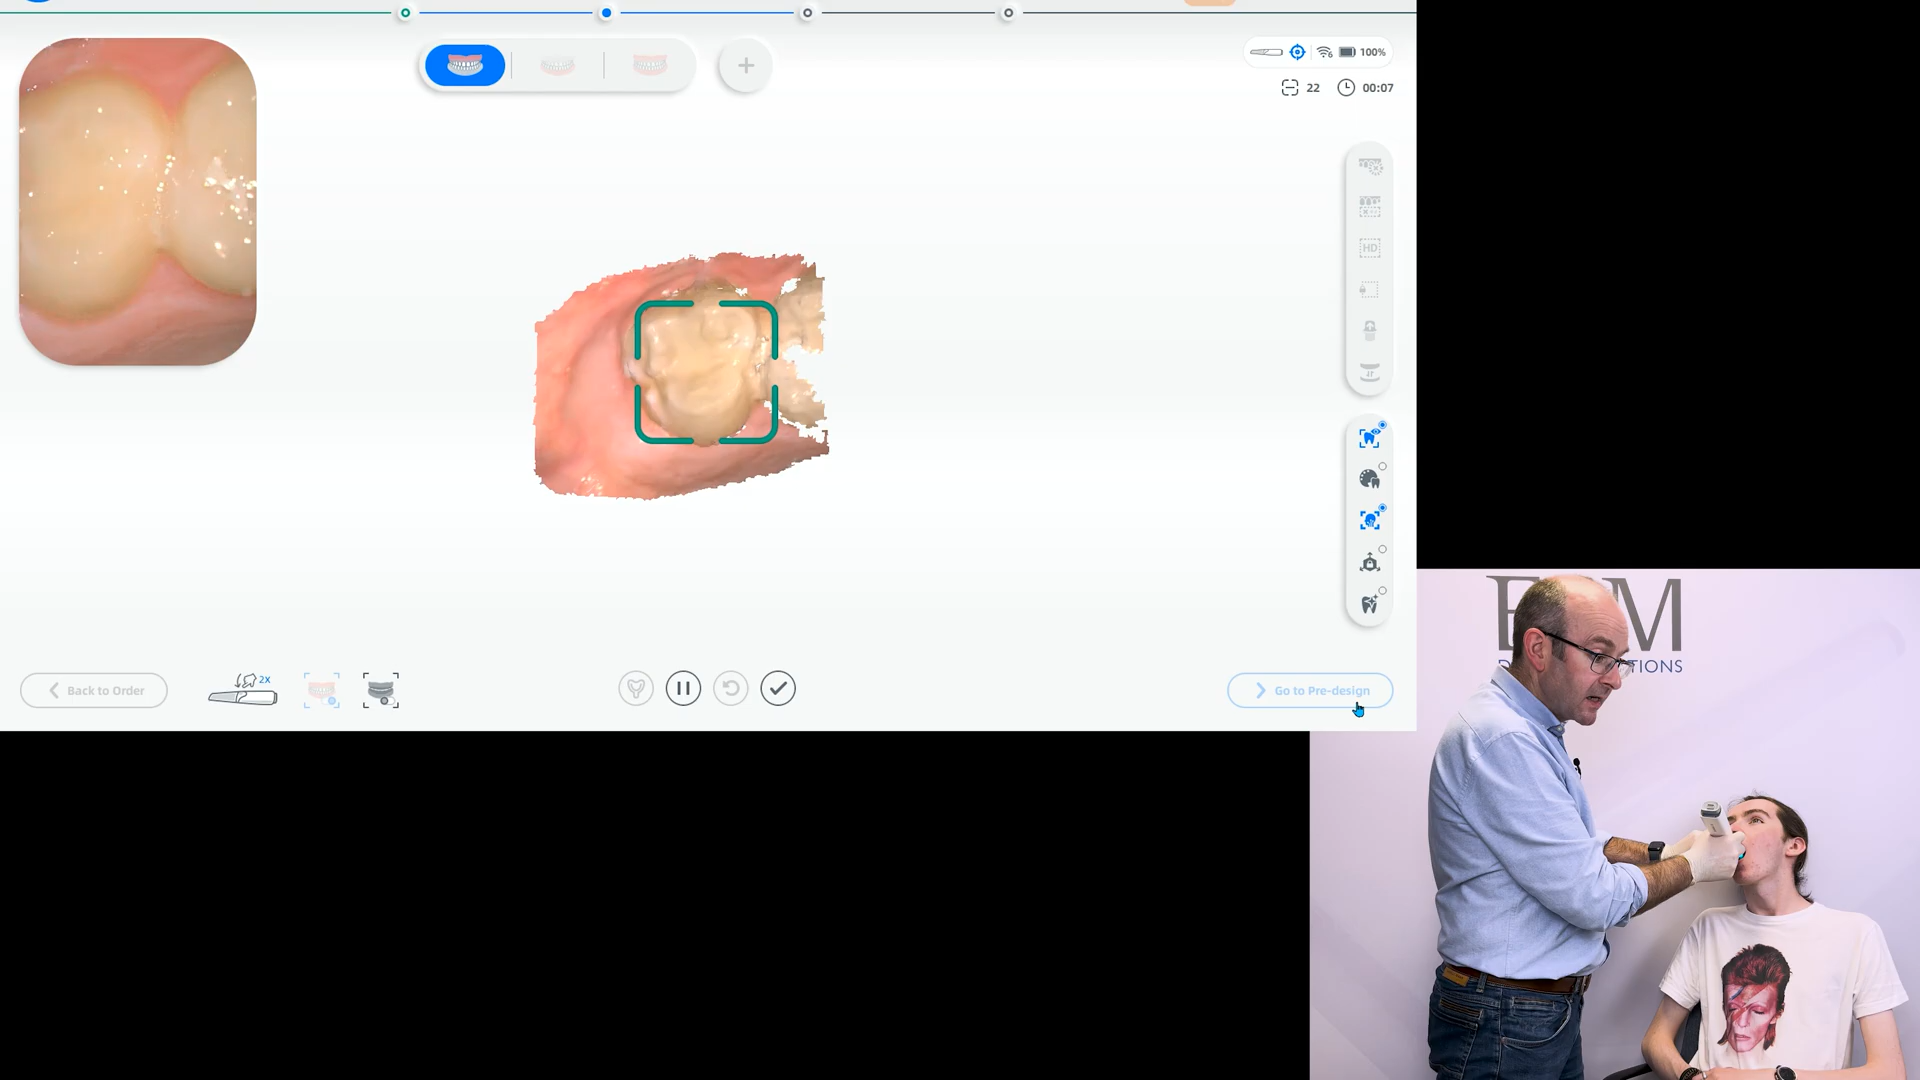 100%
22
00:07
HD
Back to Order
2X
Go to Pre-design
M
TIONS